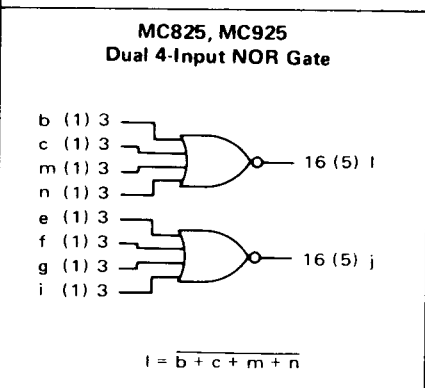 MC825, MC925
Dual 4-Input NOR Gate
b (1) 3
c (1) 3
m (1) 3
n (1) 3
16 (5) l
e (1) 3
f (1) 3
g (1) 3
i (1) 3
16 (5) j
l = b + c + m + n